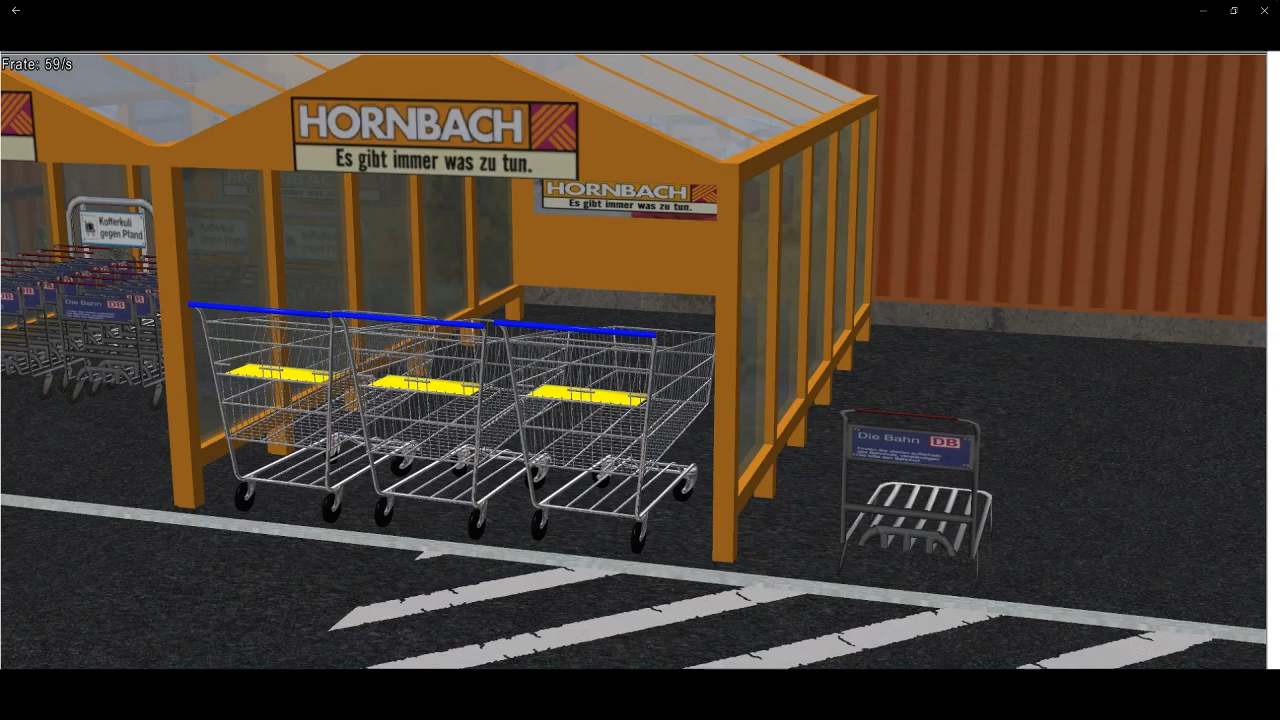 Frate: 59/s
HORNBACH
Es gibt immer was zu tun.
HORNBACH
Es gibt immer was zu tun.
Kofferkuli
gegen Pfand
Die Bahn DB
Die Bahn DB